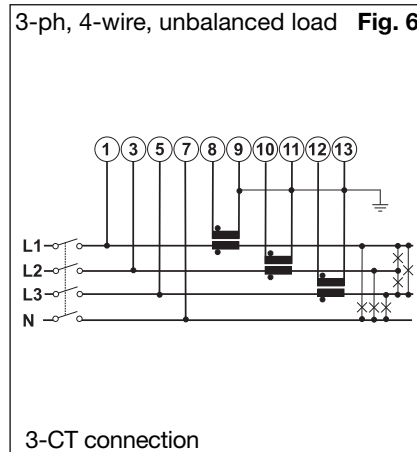 3-ph, 4-wire, unbalanced load Fig. 6
1 3 5 7 8 9 10 11 12 13
L1
L2
L3
N
3-CT connection